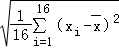 √(1/16 ∑_{i=1}^{16} (x_i − x̅)²)